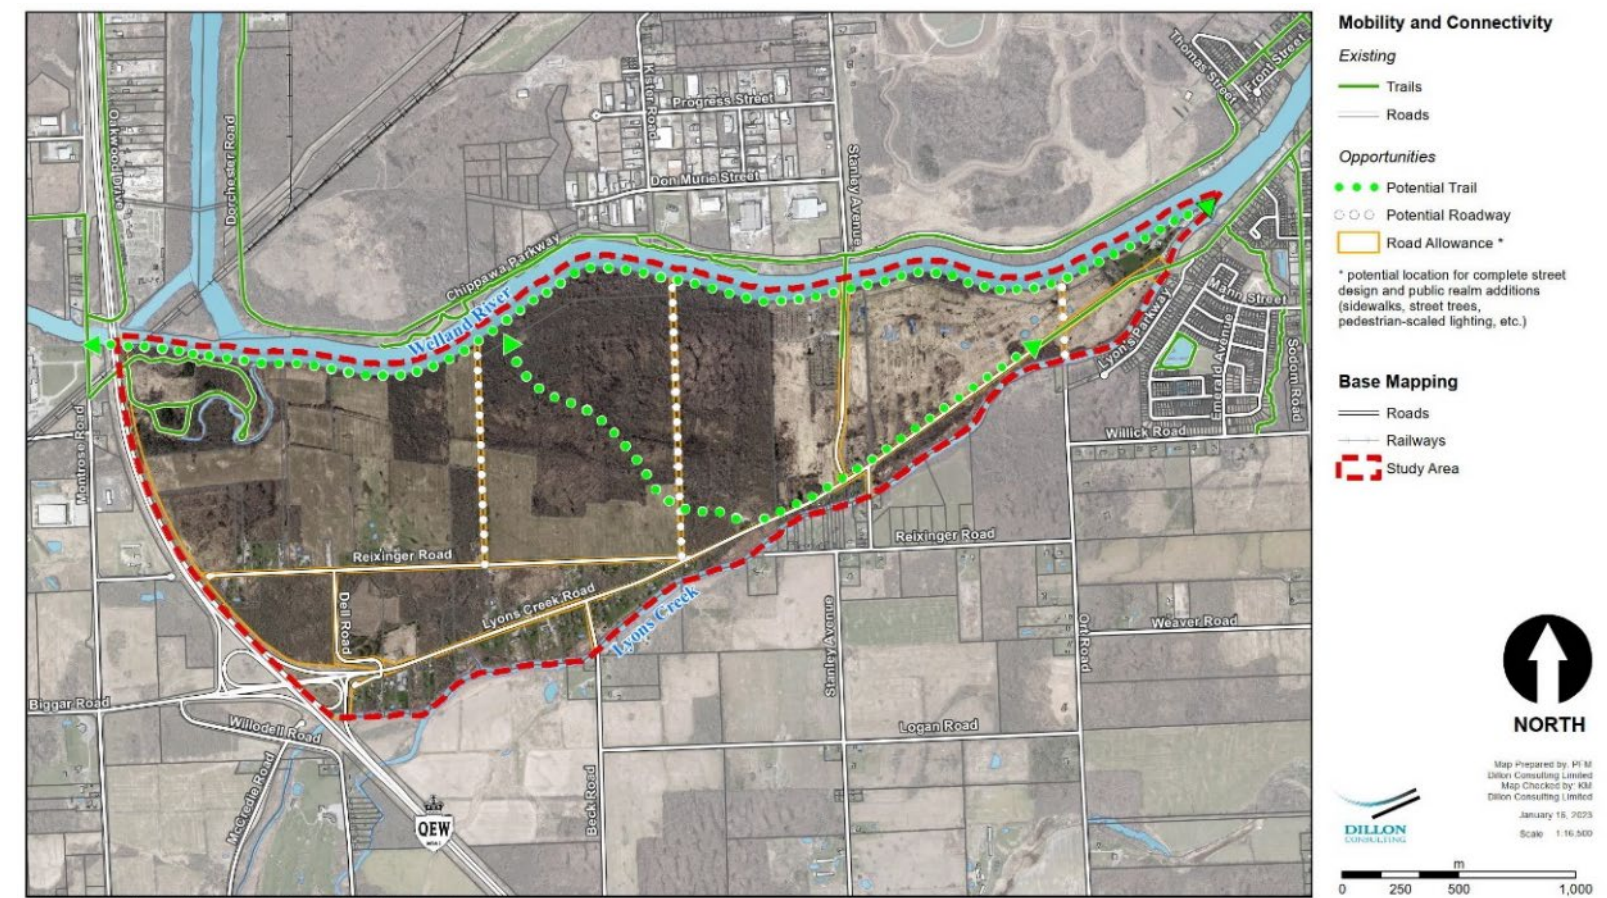 Mobility and Connectivity
Existing
Trails
Roads
Opportunities
Potential Trail
Potential Roadway
Road Allowance *
* potential location for complete street
design and public realm additions
(sidewalks, street trees,
pedestrian-scaled lighting, etc.)
Base Mapping
Roads
Railways
Study Area
NORTH
Map Prepared by: PFM
Dillon Consulting Limited
Map Checked by: KM
Dillon Consulting Limited
January 16, 2023
Scale 1:16,500
DILLON
CONSULTING
m
0 250 500 1,000
Thomas Street
Front Street
Kister Road
Progress Street
Oakwood Drive
Dorchester Road
Stanley Avenue
Don Murie Street
Chippawa Parkway
Welland River
Mann Street
Lyon's Parkway
Emerald Avenue
Sodom Road
Montrose Road
Willick Road
Reixinger Road
Reixinger Road
Dell Road
Lyons Creek Road
Lyons Creek
Stanley Avenue
Ort Road
Weaver Road
Biggar Road
Willodell Road
Logan Road
McCredie Road
Beck Road
QEW